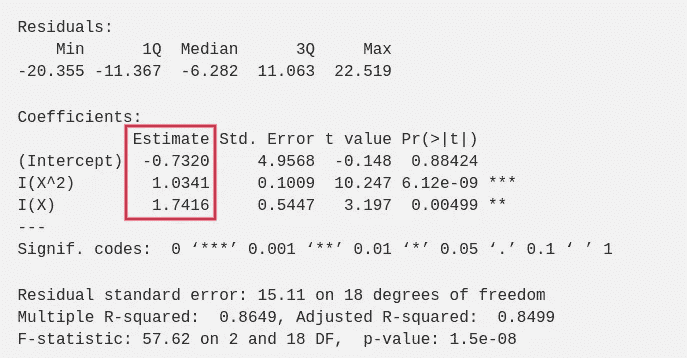 Residuals:
    Min      1Q  Median      3Q     Max
-20.355 -11.367  -6.282  11.063  22.519
Coefficients:
            Estimate Std. Error t value Pr(>|t|)
(Intercept)  -0.7320     4.9568  -0.148  0.88424
I(X^2)        1.0341     0.1009  10.247 6.12e-09 ***
I(X)          1.7416     0.5447   3.197  0.00499 **
---
Signif. codes:  0 ‘***’ 0.001 ‘**’ 0.01 ‘*’ 0.05 ‘.’ 0.1 ‘ ’ 1
Residual standard error: 15.11 on 18 degrees of freedom
Multiple R-squared:  0.8649, Adjusted R-squared:  0.8499
F-statistic: 57.62 on 2 and 18 DF,  p-value: 1.5e-08